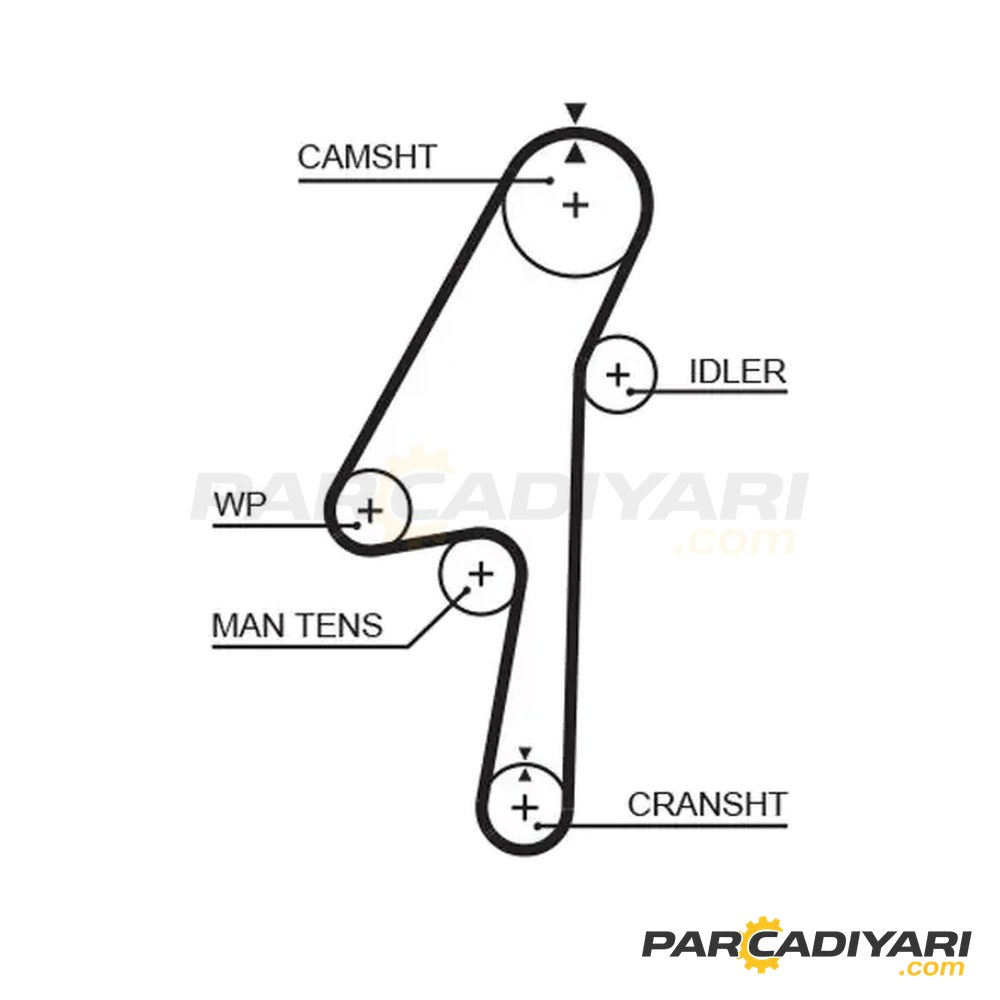 CAMSHT
IDLER
PARCADIYARI
.com
WP
MAN TENS
CRANSHT
PARCADIYARI
.com